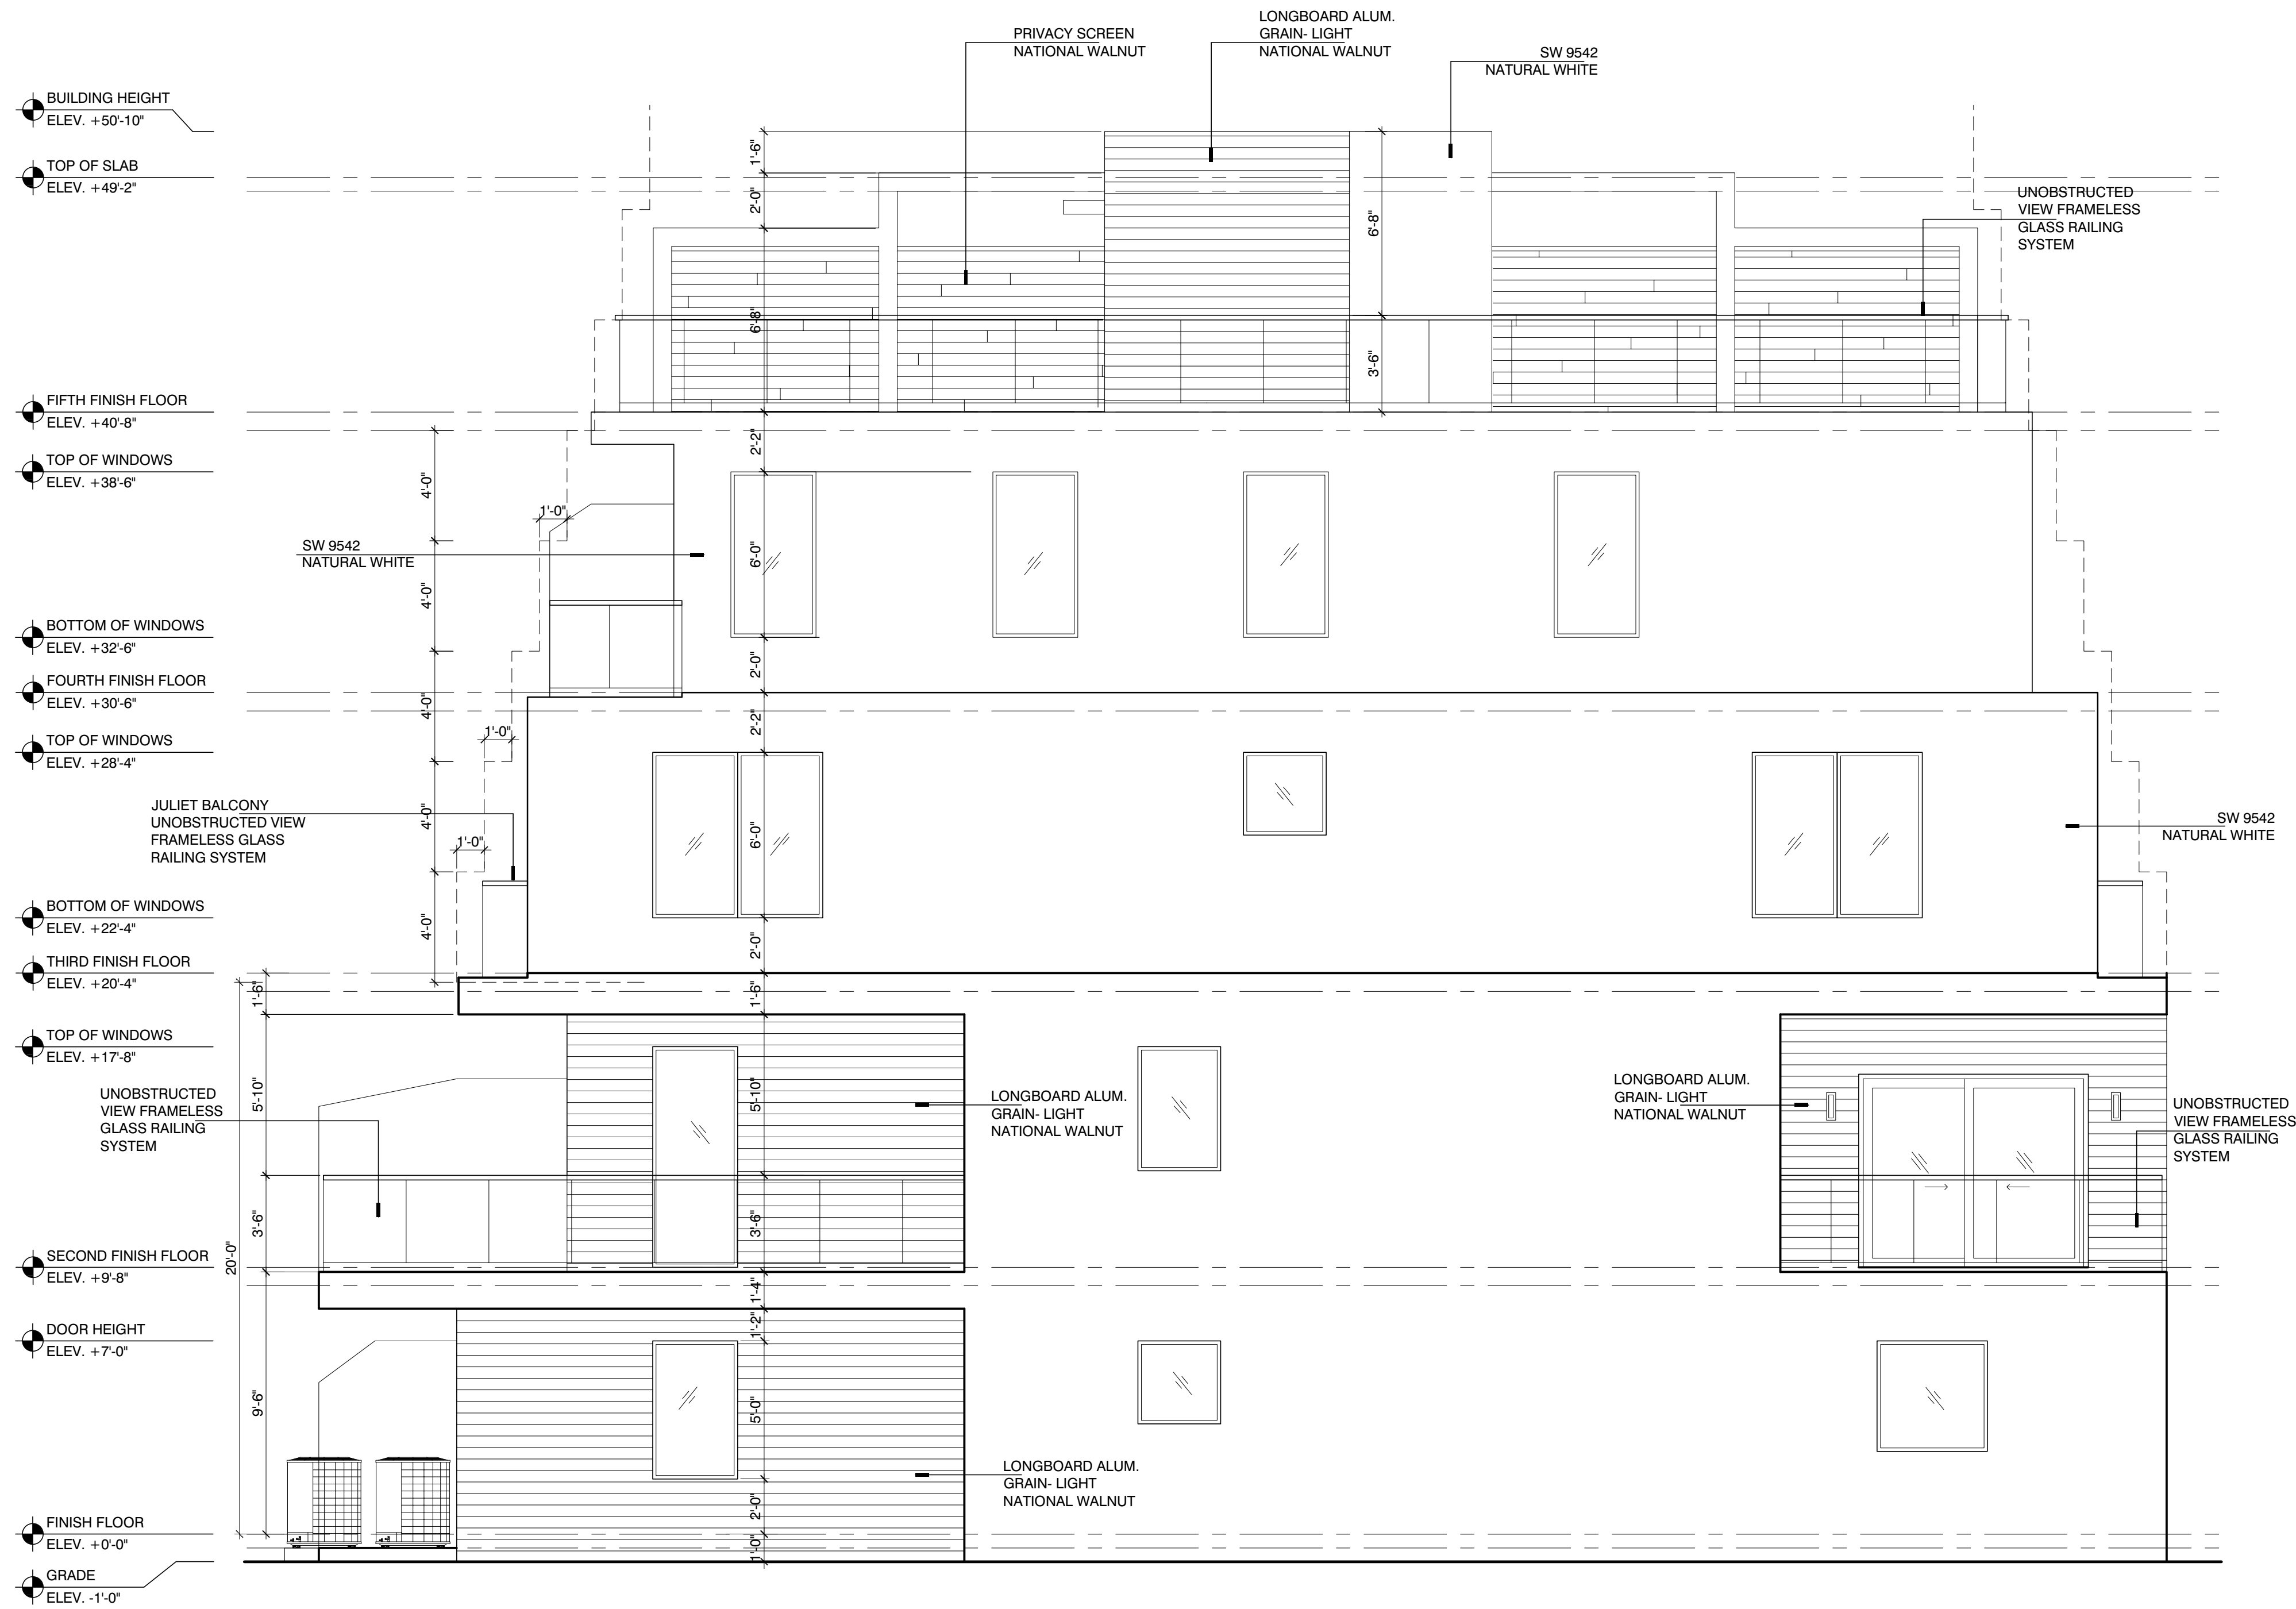 PRIVACY SCREEN
NATIONAL WALNUT
LONGBOARD ALUM.
GRAIN- LIGHT
NATIONAL WALNUT
SW 9542
NATURAL WHITE
BUILDING HEIGHT
ELEV. +50'-10"
TOP OF SLAB
ELEV. +49'-2"
UNOBSTRUCTED
VIEW FRAMELESS
GLASS RAILING
SYSTEM
1'-6"
2'-0"
6'-8"
6'-8"
3'-6"
FIFTH FINISH FLOOR
ELEV. +40'-8"
TOP OF WINDOWS
ELEV. +38'-6"
2'-2"
4'-0"
1'-0"
SW 9542
NATURAL WHITE
6'-0"
4'-0"
BOTTOM OF WINDOWS
ELEV. +32'-6"
2'-0"
FOURTH FINISH FLOOR
ELEV. +30'-6"
4'-0"
2'-2"
1'-0"
TOP OF WINDOWS
ELEV. +28'-4"
JULIET BALCONY
UNOBSTRUCTED VIEW
FRAMELESS GLASS
RAILING SYSTEM
4'-0"
1'-0"
6'-0"
SW 9542
NATURAL WHITE
BOTTOM OF WINDOWS
ELEV. +22'-4"
4'-0"
2'-0"
THIRD FINISH FLOOR
ELEV. +20'-4"
1'-6"
1'-6"
TOP OF WINDOWS
ELEV. +17'-8"
UNOBSTRUCTED
VIEW FRAMELESS
GLASS RAILING
SYSTEM
5'-10"
5'-10"
LONGBOARD ALUM.
GRAIN- LIGHT
NATIONAL WALNUT
LONGBOARD ALUM.
GRAIN- LIGHT
NATIONAL WALNUT
UNOBSTRUCTED
VIEW FRAMELESS
GLASS RAILING
SYSTEM
3'-6"
3'-6"
20'-0"
SECOND FINISH FLOOR
ELEV. +9'-8"
1'-4"
1'-2"
DOOR HEIGHT
ELEV. +7'-0"
9'-6"
5'-0"
LONGBOARD ALUM.
GRAIN- LIGHT
NATIONAL WALNUT
2'-0"
FINISH FLOOR
ELEV. +0'-0"
1'-0"
GRADE
ELEV. -1'-0"